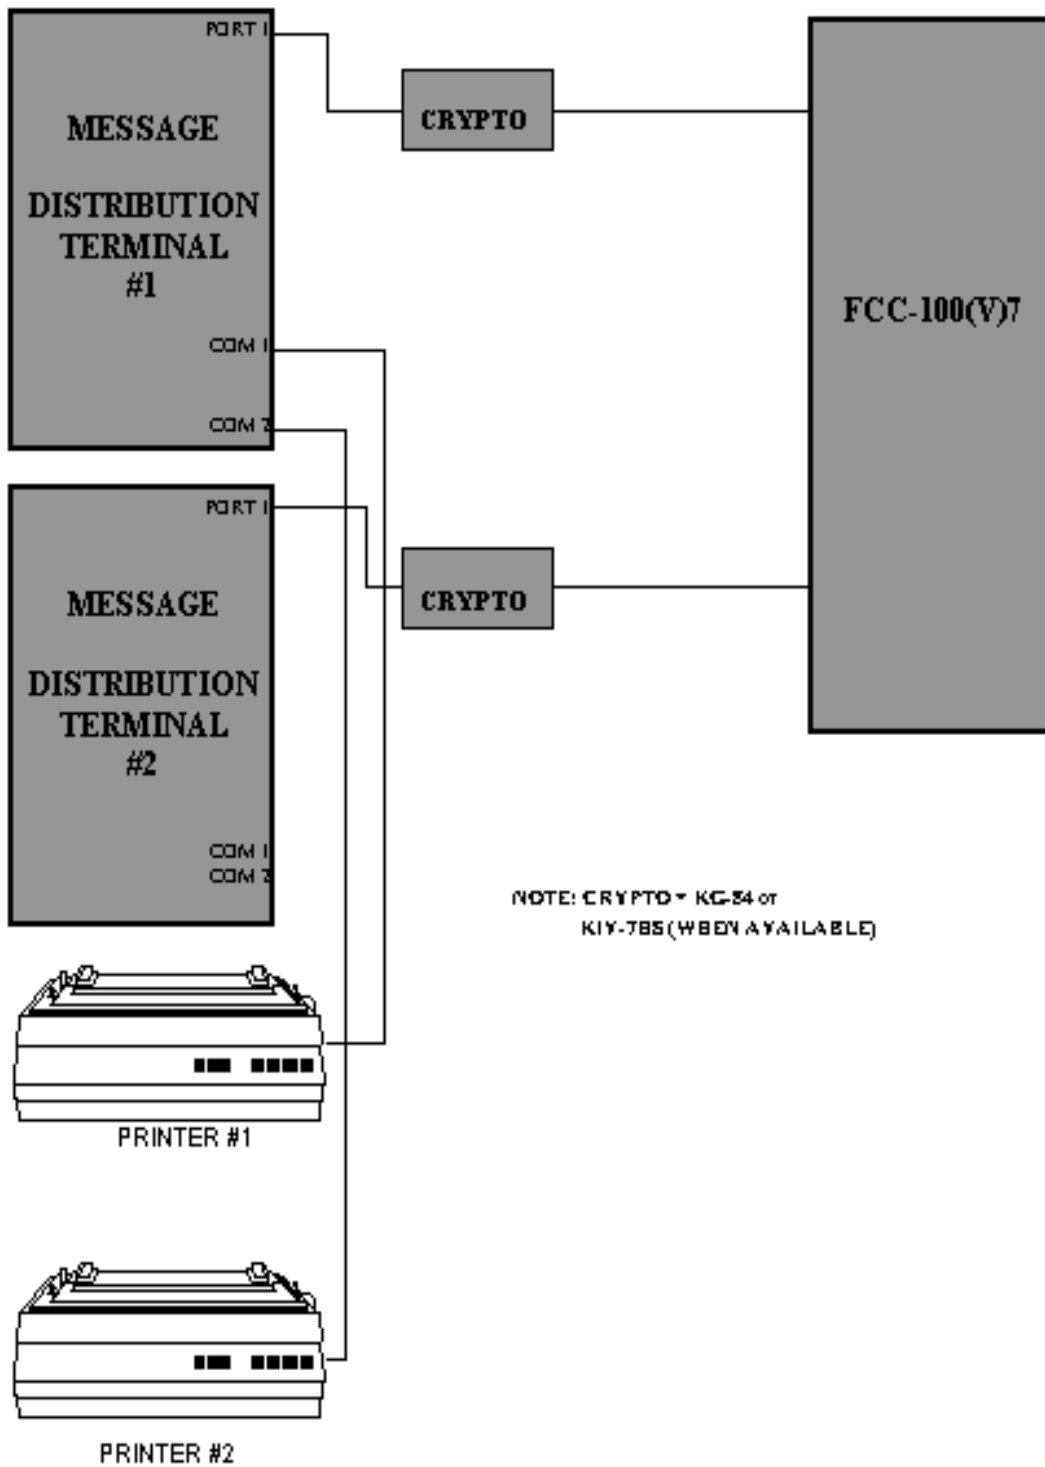 PORT 1
MESSAGE
DISTRIBUTION
TERMINAL
#1
COM 1
COM 2
CRYPTO
FCC-100(V)7
PORT 1
MESSAGE
DISTRIBUTION
TERMINAL
#2
COM 1
COM 2
CRYPTO
NOTE: CRYPTO = KG-84 or
KIV-7HS (WHEN AVAILABLE)
PRINTER #1
PRINTER #2